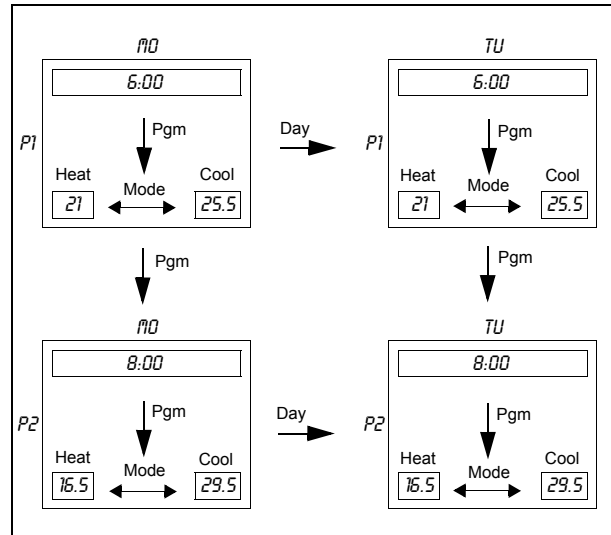 MO TU
6:00 6:00
Pgm Day Pgm
P1 P1
Heat Cool Heat Cool
Mode Mode
21 25.5 21 25.5
Pgm Pgm
MO TU
8:00 8:00
Pgm Day Pgm
P2 P2
Heat Cool Heat Cool
Mode Mode
16.5 29.5 16.5 29.5